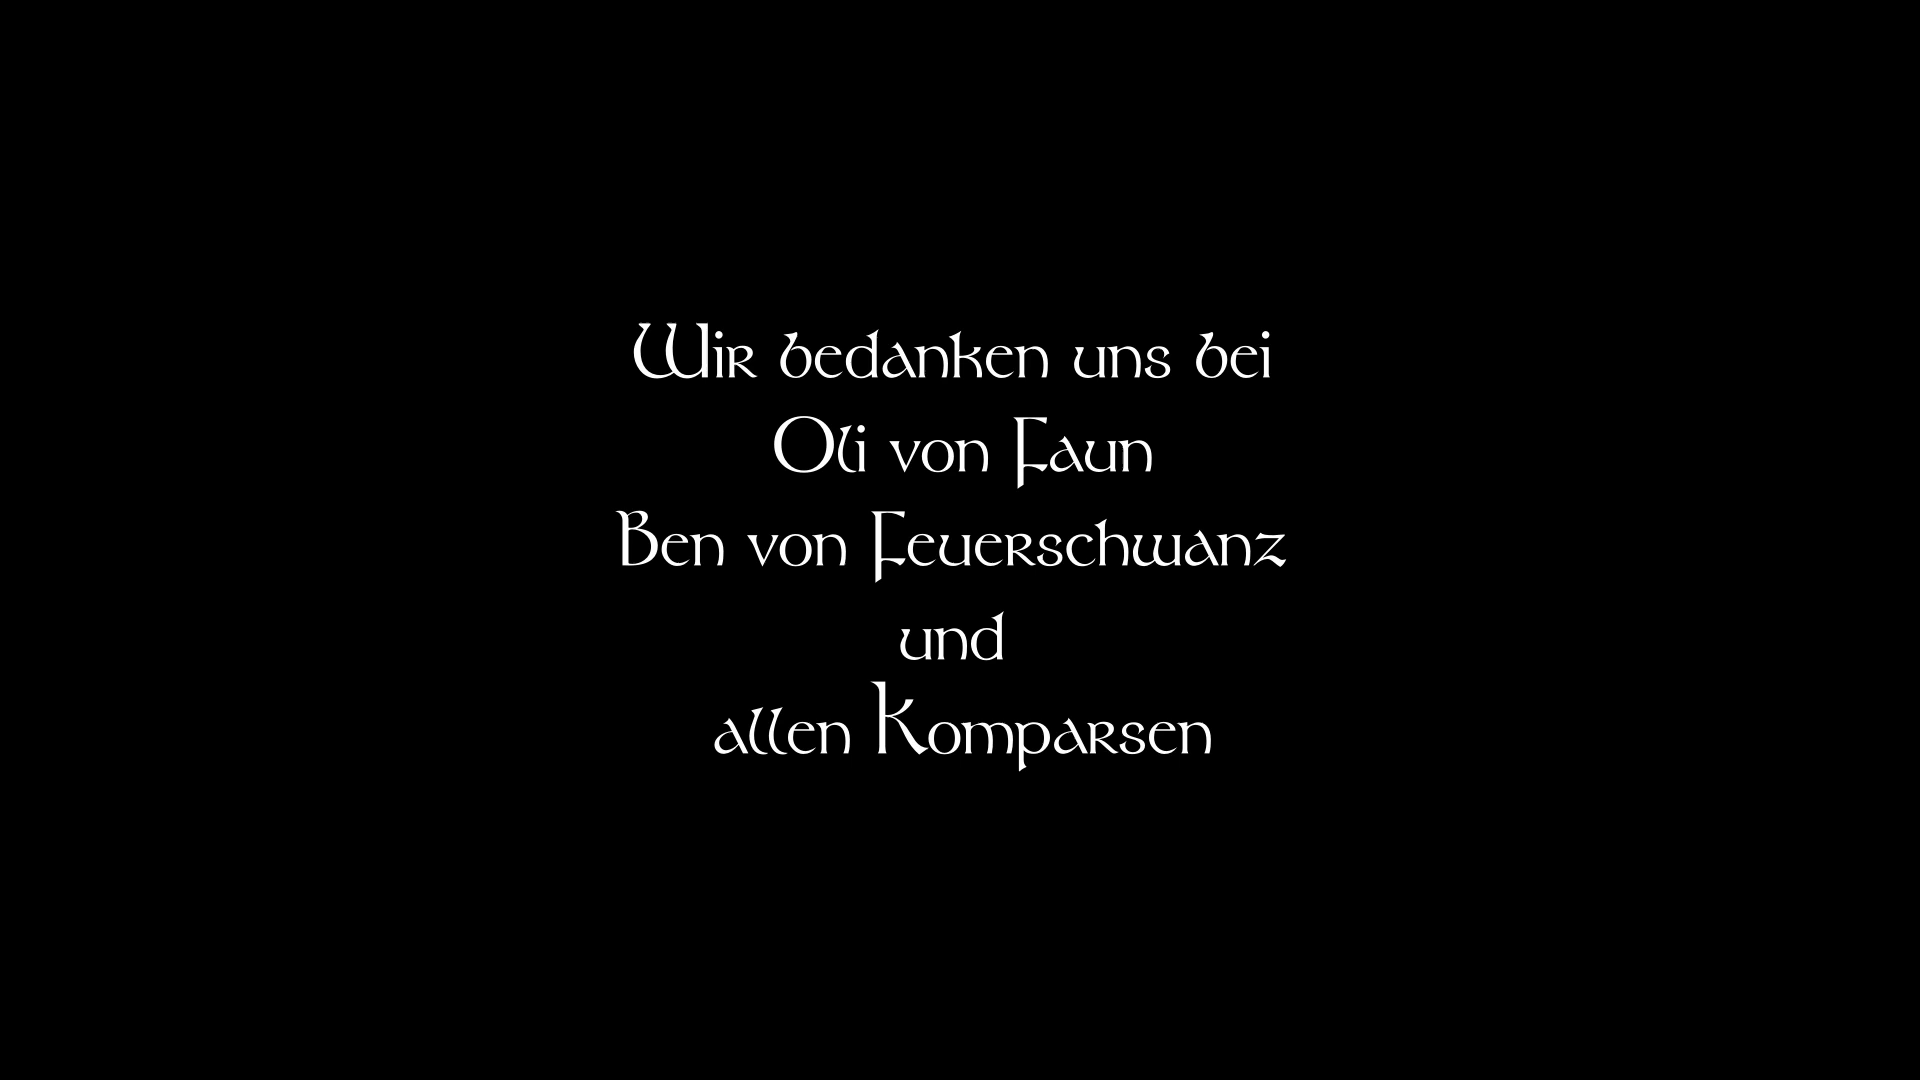 Wir bedanken uns bei
Oli von Faun
Ben von Feuerschwanz
und
allen Komparsen